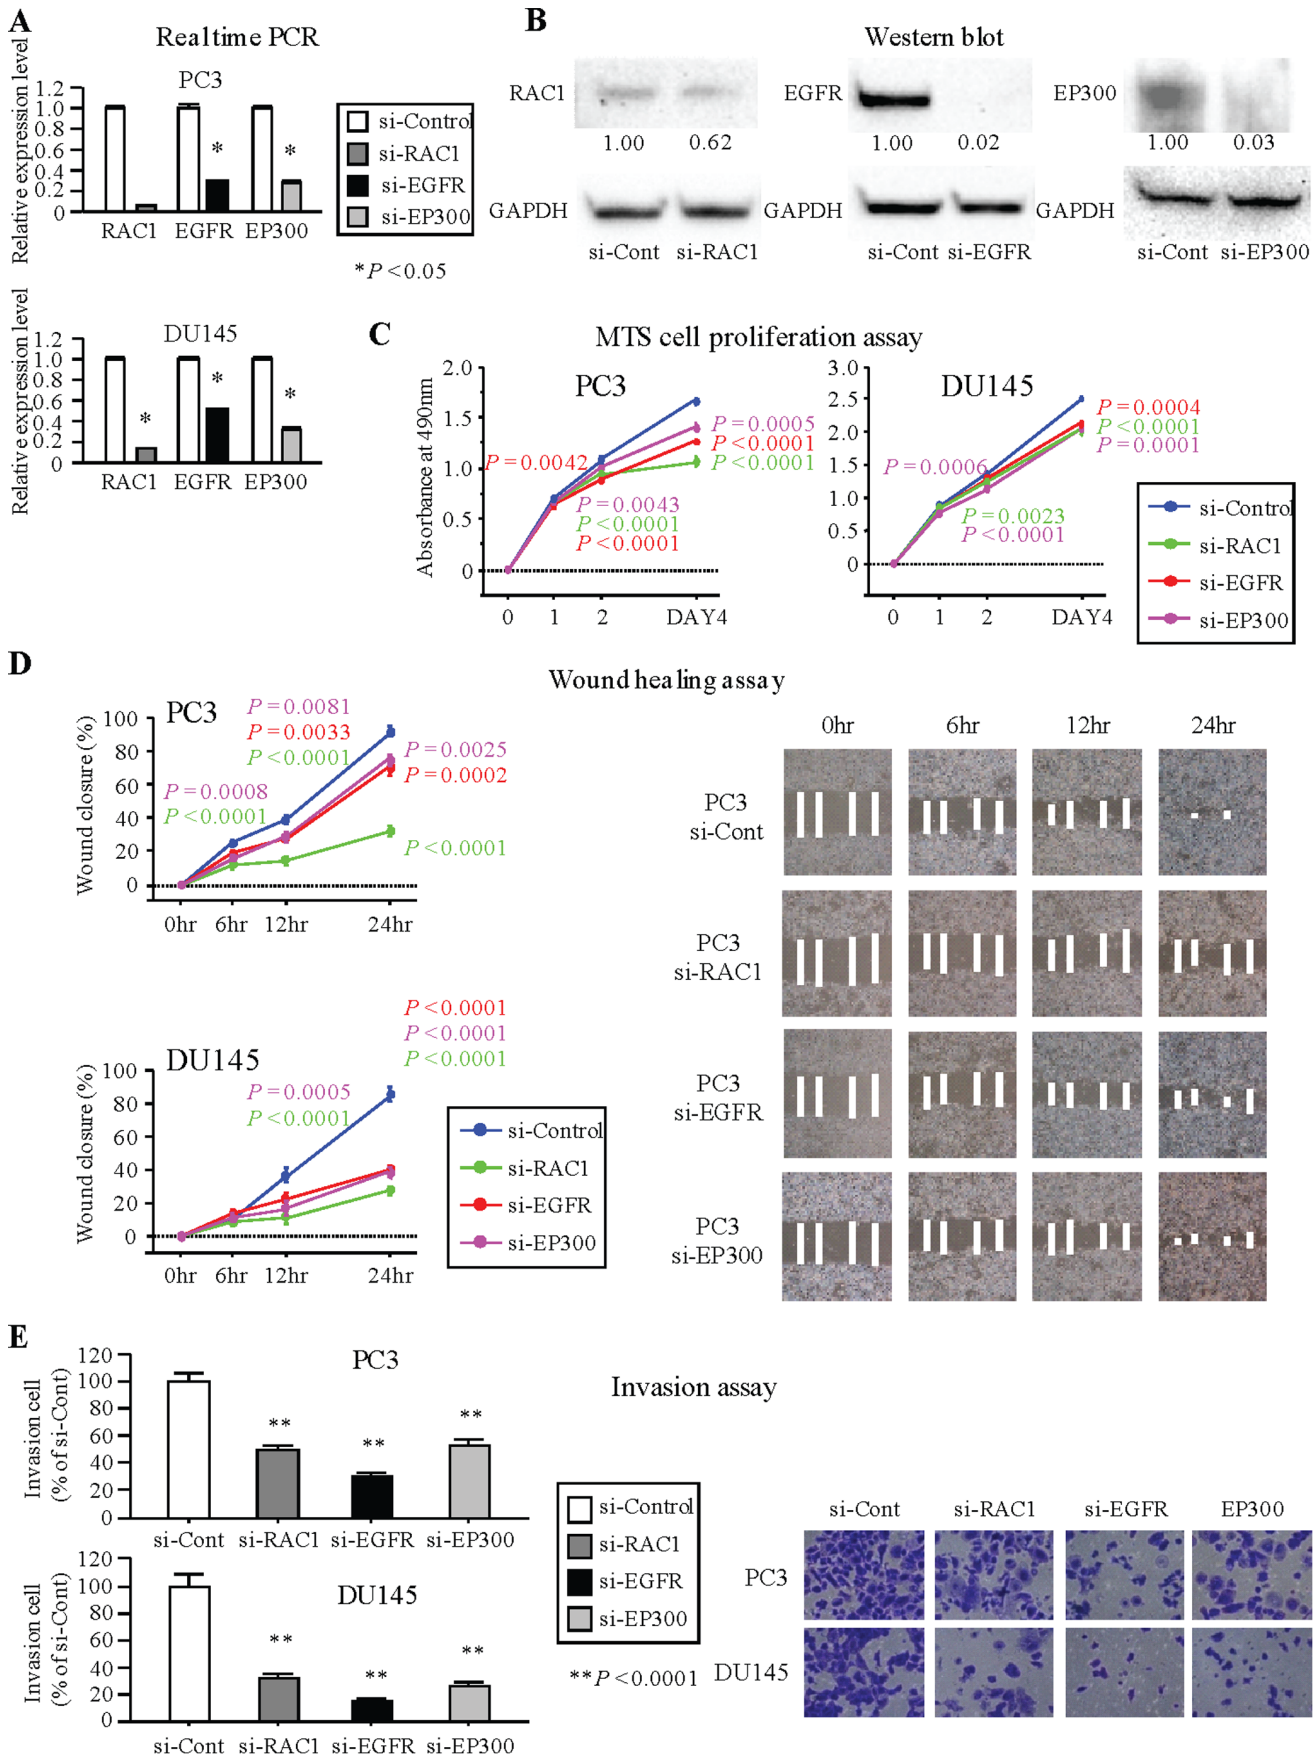 A
Realtime PCR
Relative expression level
PC3
1.2
1.0
0.8
0.6
0.4
0.2
0
*
*
RAC1 EGFR EP300
si-Control
si-RAC1
si-EGFR
si-EP300
*P<0.05
Relative expression level
DU145
1.2
1.0
0.8
0.6
0.4
0.2
0
*
*
*
RAC1 EGFR EP300
B
Western blot
RAC1
1.00 0.62
GAPDH
si-Cont si-RAC1
EGFR
1.00 0.02
GAPDH
si-Cont si-EGFR
EP300
1.00 0.03
GAPDH
si-Cont si-EP300
C
MTS cell proliferation assay
Absorbance at 490nm
PC3
2.0
1.5
1.0
0.5
0
P=0.0042
P=0.0043
P<0.0001
P<0.0001
P=0.0005
P<0.0001
P<0.0001
0 1 2 DAY4
DU145
3.0
2.5
2.0
1.5
1.0
0.5
0
P=0.0006
P=0.0023
P<0.0001
P=0.0004
P<0.0001
P=0.0001
0 1 2 DAY4
si-Control
si-RAC1
si-EGFR
si-EP300
D
Wound healing assay
Wound closure (%)
PC3
100
80
60
40
20
0
P=0.0008
P<0.0001
P=0.0081
P=0.0033
P<0.0001
P=0.0025
P=0.0002
P<0.0001
0hr 6hr 12hr 24hr
Wound closure (%)
DU145
100
80
60
40
20
0
P=0.0005
P<0.0001
P<0.0001
P<0.0001
P<0.0001
0hr 6hr 12hr 24hr
si-Control
si-RAC1
si-EGFR
si-EP300
0hr 6hr 12hr 24hr
PC3
si-Cont
PC3
si-RAC1
PC3
si-EGFR
PC3
si-EP300
E
Invasion assay
Invasion cell
(% of si-Cont)
PC3
120
100
80
60
40
20
0
**
**
**
si-Cont si-RAC1 si-EGFR si-EP300
Invasion cell
(% of si-Cont)
DU145
120
100
80
60
40
20
0
**
**
**
si-Cont si-RAC1 si-EGFR si-EP300
si-Control
si-RAC1
si-EGFR
si-EP300
**P<0.0001
si-Cont si-RAC1 si-EGFR EP300
PC3
DU145